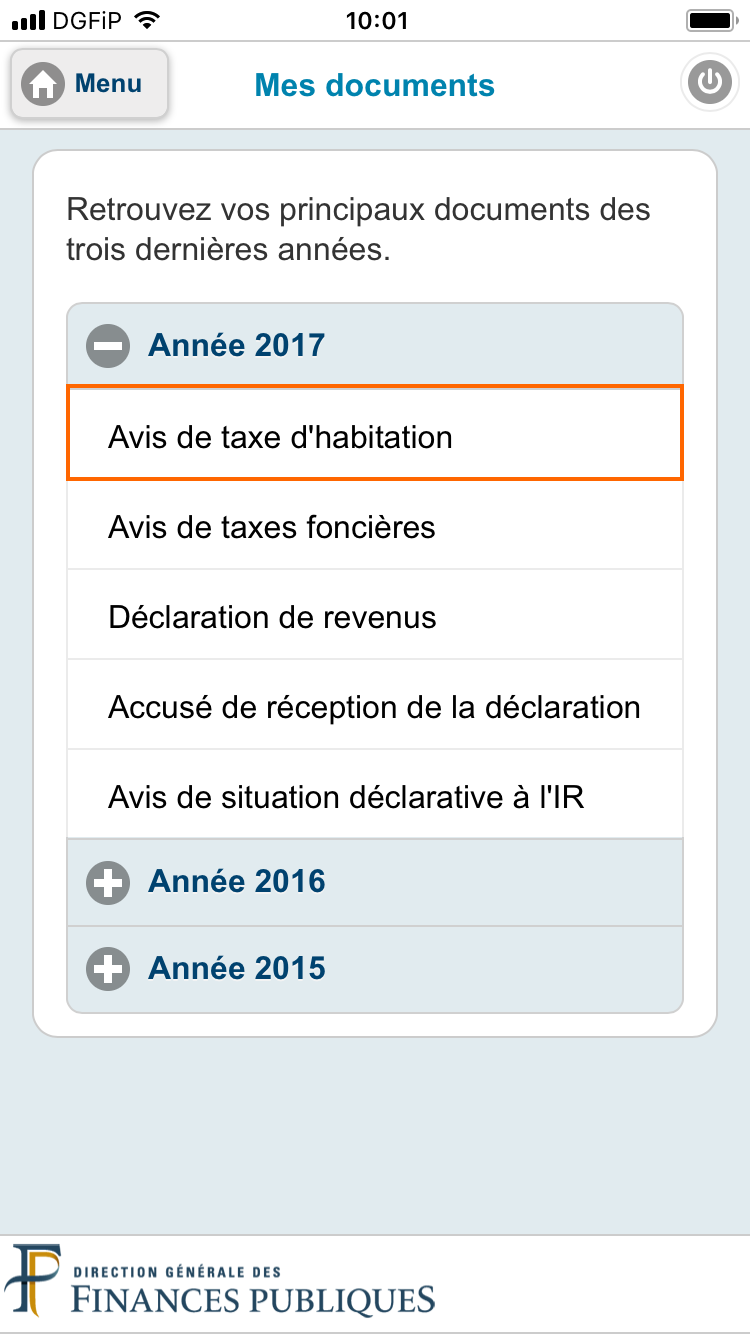 DGFiP 10:01
Menu
Mes documents
Retrouvez vos principaux documents des
trois dernières années.
Année 2017
Avis de taxe d'habitation
Avis de taxes foncières
Déclaration de revenus
Accusé de réception de la déclaration
Avis de situation déclarative à l'IR
Année 2016
Année 2015
DIRECTION GÉNÉRALE DES
FINANCES PUBLIQUES